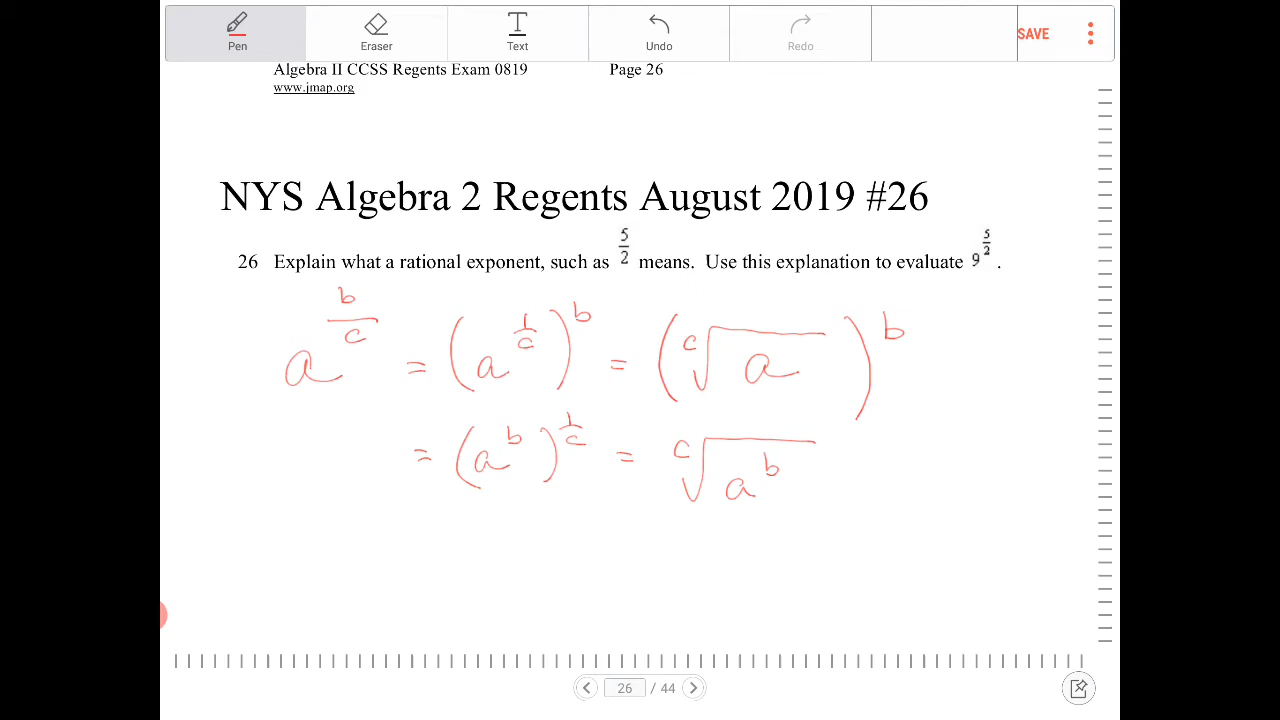 Pen Eraser Text Undo Redo SAVE
Algebra II CCSS Regents Exam 0819 Page 26
www.jmap.org
NYS Algebra 2 Regents August 2019 #26
26 Explain what a rational exponent, such as 5/2 means. Use this explanation to evaluate 9^(5/2).
a^(b/c) = (a^(1/c))^b = (ᶜ√a)^b
= (a^b)^(1/c) = ᶜ√(a^b)
26 / 44